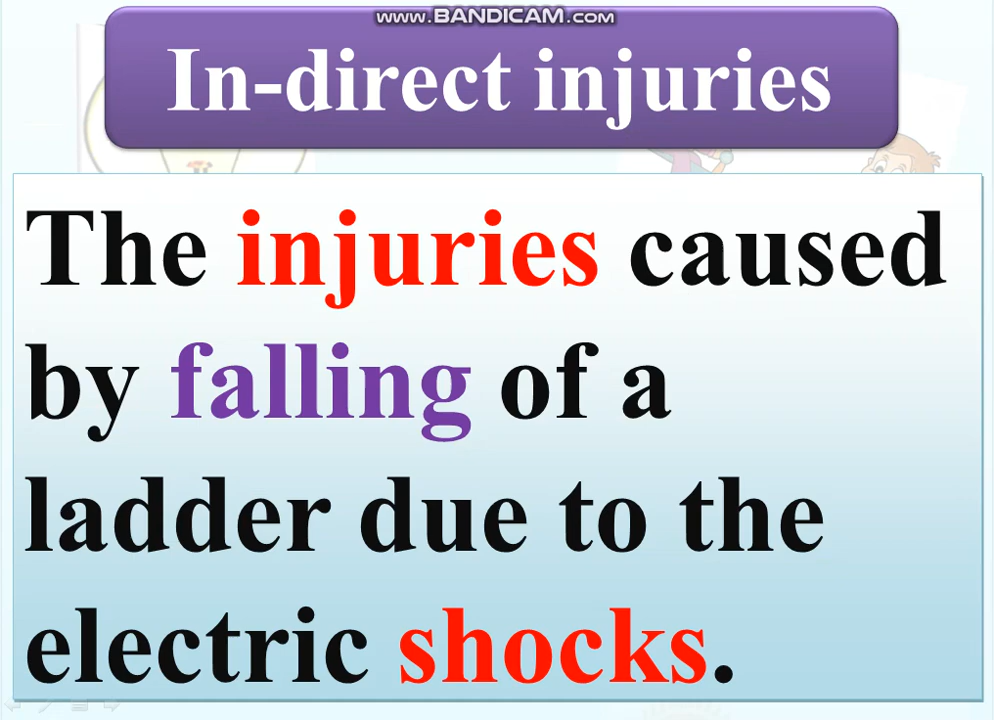 www.BANDICAM.com
In-direct injuries
The injuries caused
by falling of a
ladder due to the
electric shocks.